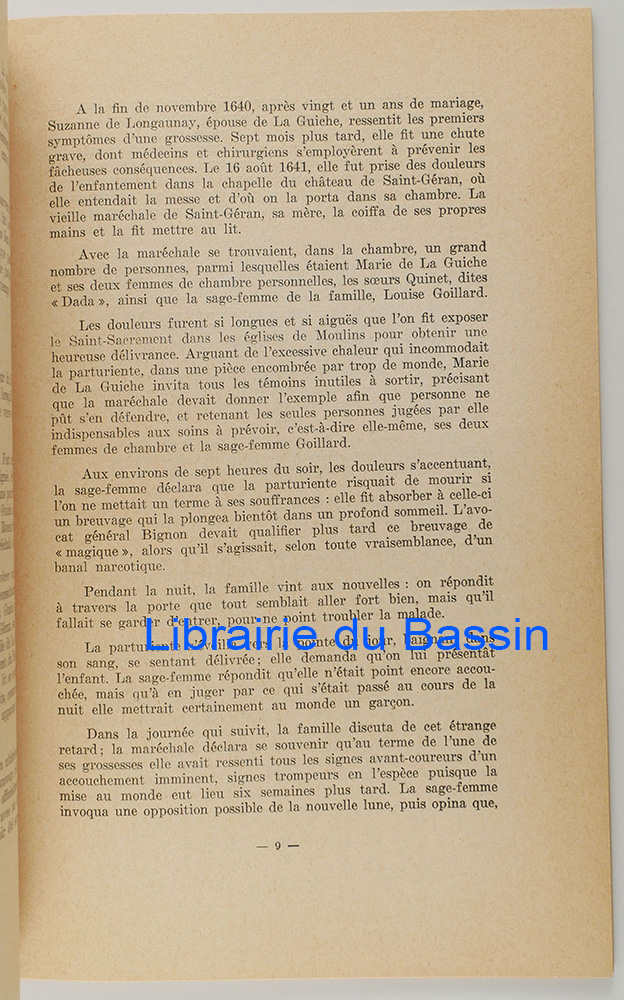 A la fin de novembre 1640, après vingt et un ans de mariage,
Suzanne de Longaunay, épouse de La Guiche, ressentit les premiers
symptômes d'une grossesse. Sept mois plus tard, elle fit une chute
grave, dont médecins et chirurgiens s'employèrent à prévenir les
fâcheuses conséquences. Le 16 août 1641, elle fut prise des douleurs
de l'enfantement dans la chapelle du château de Saint-Géran, où
elle entendait la messe et d'où on la porta dans sa chambre. La
vieille maréchale de Saint-Géran, sa mère, la coiffa de ses propres
mains et la fit mettre au lit.
Avec la maréchale se trouvaient, dans la chambre, un grand
nombre de personnes, parmi lesquelles étaient Marie de La Guiche
et ses deux femmes de chambre personnelles, les sœurs Quinet, dites
« Dada », ainsi que la sage-femme de la famille, Louise Goillard.
Les douleurs furent si longues et si aiguës que l'on fit exposer
le Saint-Sacrement dans les églises de Moulins pour obtenir une
heureuse délivrance. Arguant de l'excessive chaleur qui incommodait
la parturiente, dans une pièce encombrée par trop de monde, Marie
de La Guiche invita tous les témoins inutiles à sortir, précisant
que la maréchale devait donner l'exemple afin que personne ne
pût s'en défendre, et retenant les seules personnes jugées par elle
indispensables aux soins à prévoir, c'est-à-dire elle-même, ses deux
femmes de chambre et la sage-femme Goillard.
Aux environs de sept heures du soir, les douleurs s'accentuant,
la sage-femme déclara que la parturiente risquait de mourir si
l'on ne mettait un terme à ses souffrances : elle fit absorber à celle-ci
un breuvage qui la plongea bientôt dans un profond sommeil. L'avo-
cat général Bignon devait qualifier plus tard ce breuvage de
« magique », alors qu'il s'agissait, selon toute vraisemblance, d'un
banal narcotique.
Pendant la nuit, la famille vint aux nouvelles : on répondit
à travers la porte que tout semblait aller fort bien, mais qu'il
fallait se garder d'entrer, pour ne point troubler la malade.
Librairie du Bassin
La parturiente s'éveilla vers la pointe du jour, baignant dans
son sang, se sentant délivrée; elle demanda qu'on lui présentât
l'enfant. La sage-femme répondit qu'elle n'était point encore accou-
chée, mais qu'à en juger par ce qui s'était passé au cours de la
nuit elle mettrait certainement au monde un garçon.
Dans la journée qui suivit, la famille discuta de cet étrange
retard; la maréchale déclara se souvenir qu'au terme de l'une de
ses grossesses elle avait ressenti tous les signes avant-coureurs d'un
accouchement imminent, signes trompeurs en l'espèce puisque la
mise au monde eut lieu six semaines plus tard. La sage-femme
invoqua une opposition possible de la nouvelle lune, puis opina que,
— 9 —